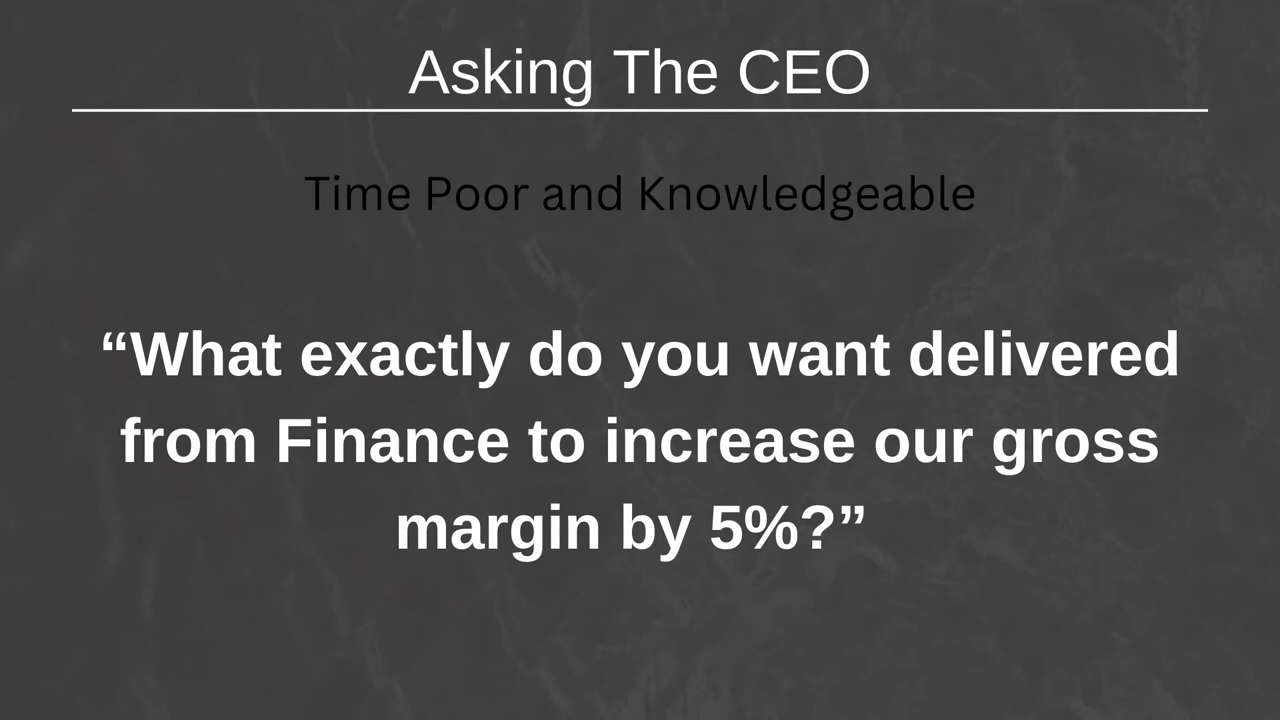 Asking The CEO
Time Poor and Knowledgeable
“What exactly do you want delivered
from Finance to increase our gross
margin by 5%?”